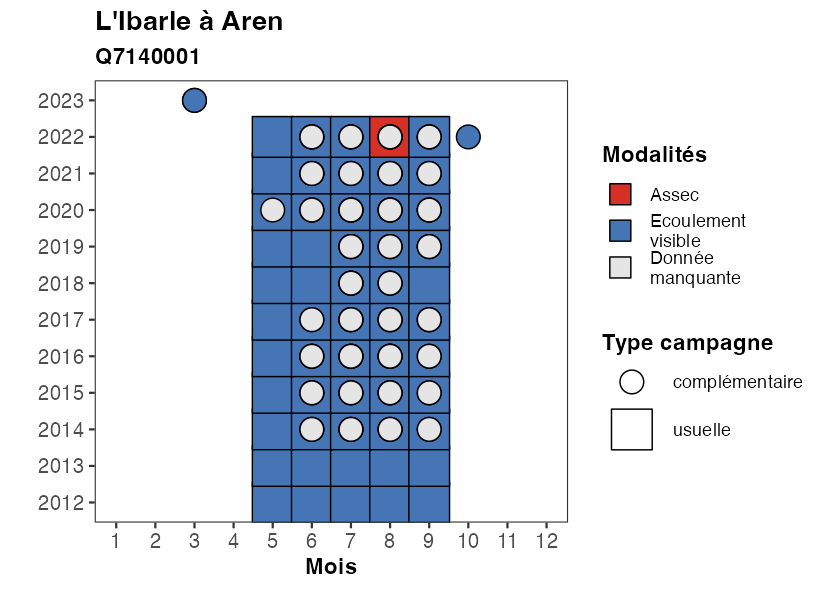 L'Ibarle à Aren
Q7140001
2023
2022
2021
2020
2019
2018
2017
2016
2015
2014
2013
2012
1 2 3 4 5 6 7 8 9 10 11 12
Mois
Modalités
Assec
Ecoulement
visible
Donnée
manquante
Type campagne
complémentaire
usuelle